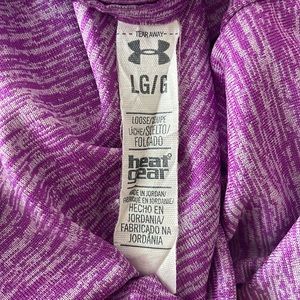 TEAR AWAY
LG/G
LOOSE/COUPE
LÂCHE/SUELTO/
FOLGADO
heat
gear
MADE IN JORDAN/
FABRIQUÉ EN JORDANIE/
HECHO EN
JORDANIA/
FABRICADO NA
JORDÂNIA